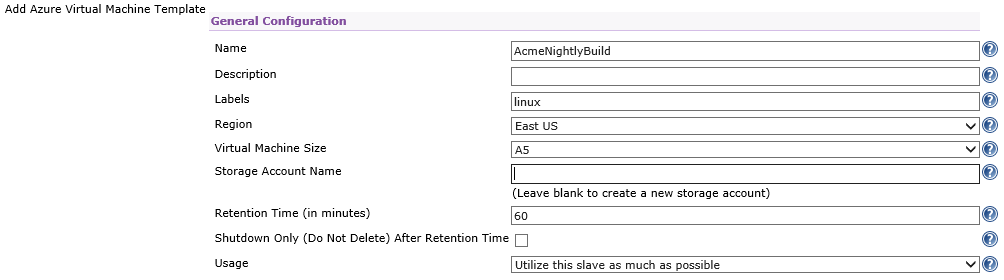 Add Azure Virtual Machine Template
General Configuration
Name AcmeNightlyBuild
Description
Labels linux
Region East US
Virtual Machine Size A5
Storage Account Name
(Leave blank to create a new storage account)
Retention Time (in minutes) 60
Shutdown Only (Do Not Delete) After Retention Time
Usage Utilize this slave as much as possible